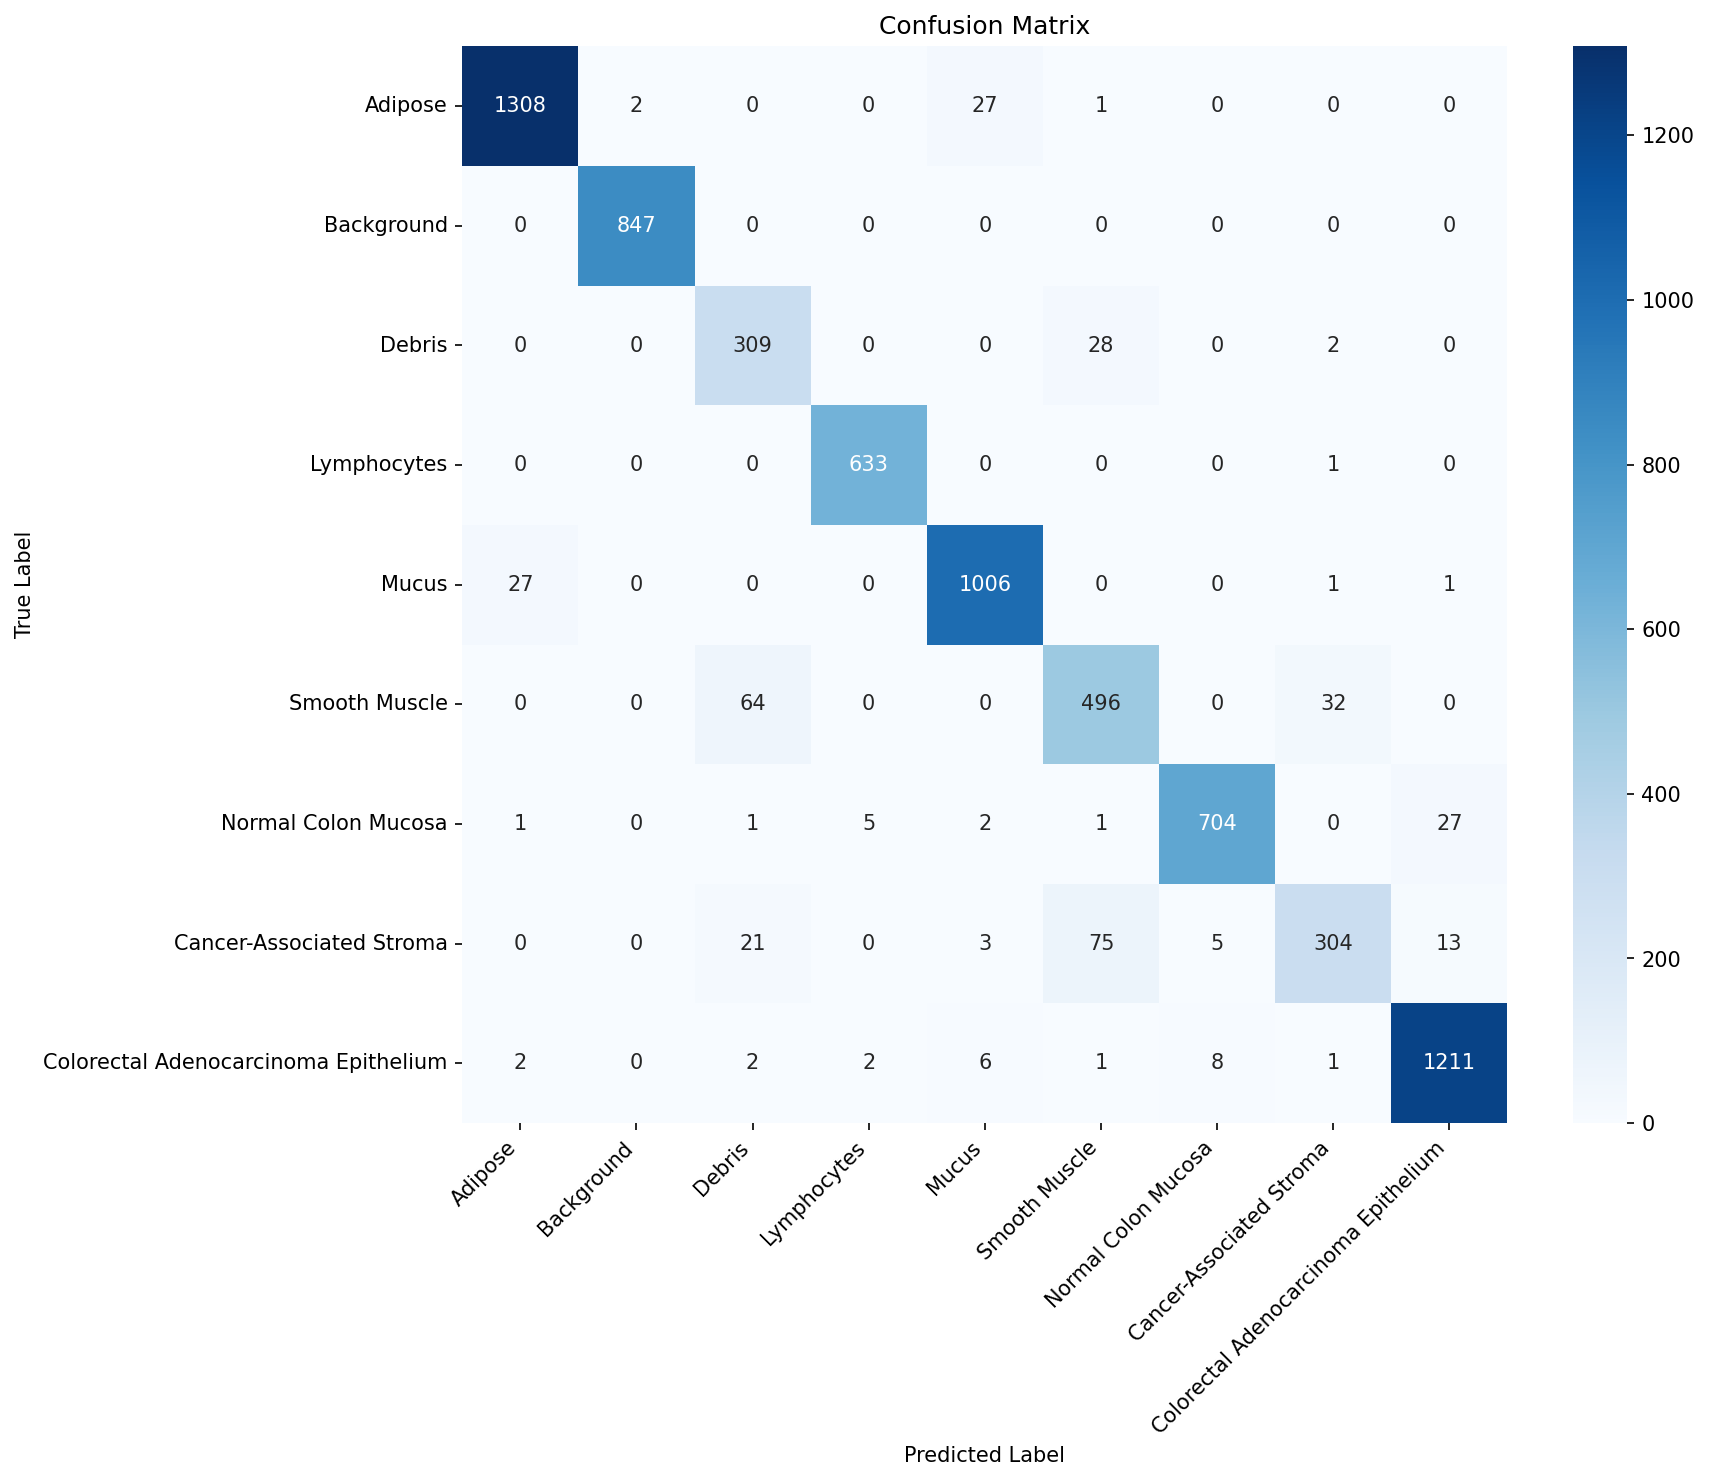 Confusion Matrix
Adipose 1308 2 0 0 27 1 0 0 0
Background 0 847 0 0 0 0 0 0 0
Debris 0 0 309 0 0 28 0 2 0
Lymphocytes 0 0 0 633 0 0 0 1 0
Mucus 27 0 0 0 1006 0 0 1 1
Smooth Muscle 0 0 64 0 0 496 0 32 0
Normal Colon Mucosa 1 0 1 5 2 1 704 0 27
Cancer-Associated Stroma 0 0 21 0 3 75 5 304 13
Colorectal Adenocarcinoma Epithelium 2 0 2 2 6 1 8 1 1211
True Label
Adipose
Background
Debris
Lymphocytes
Mucus
Smooth Muscle
Normal Colon Mucosa
Cancer-Associated Stroma
Colorectal Adenocarcinoma Epithelium
Predicted Label
1200
1000
800
600
400
200
0